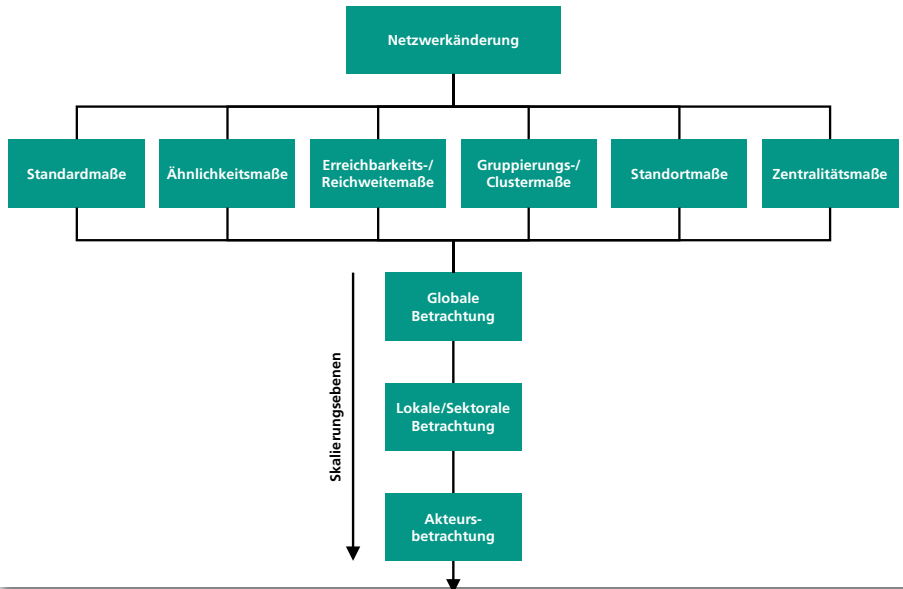 Netzwerkänderung
Standardmaße
Ähnlichkeitsmaße
Erreichbarkeits-/
Reichweitemaße
Gruppierungs-/
Clustermaße
Standortmaße
Zentralitätsmaße
Globale
Betrachtung
Skalierungsebenen
Lokale/Sektorale
Betrachtung
Akteurs-
betrachtung